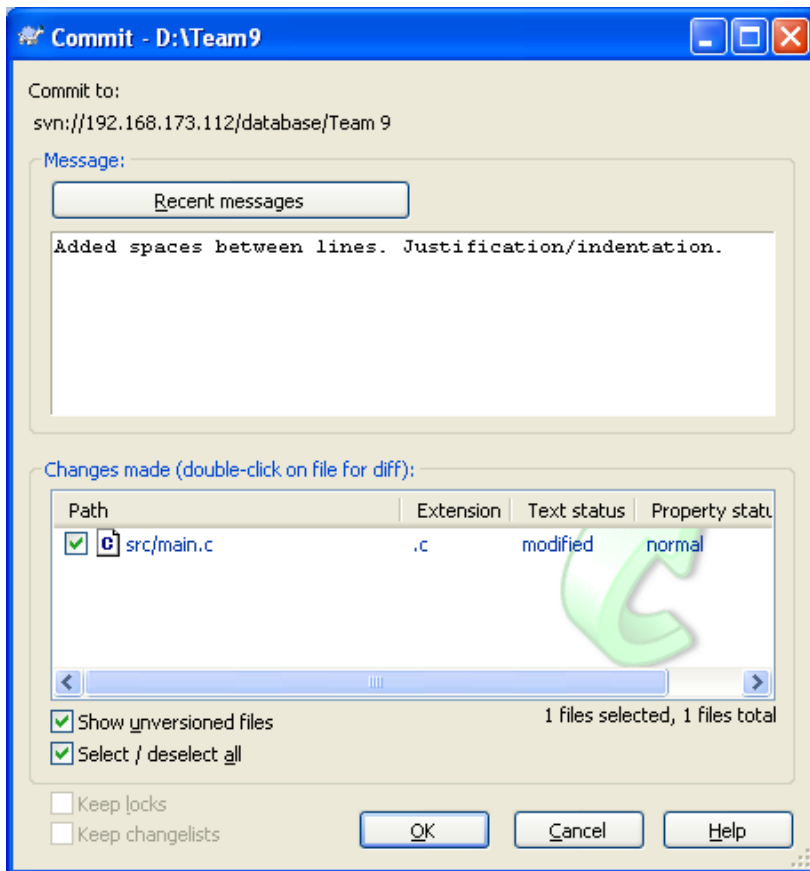 Commit - D:\Team9
Commit to:
svn://192.168.173.112/database/Team 9
Message:
Recent messages
Added spaces between lines. Justification/indentation.
Changes made (double-click on file for diff):
Path Extension Text status Property statu
src/main.c .c modified normal
Show unversioned files 1 files selected, 1 files total
Select / deselect all
Keep locks
Keep changelists OK Cancel Help